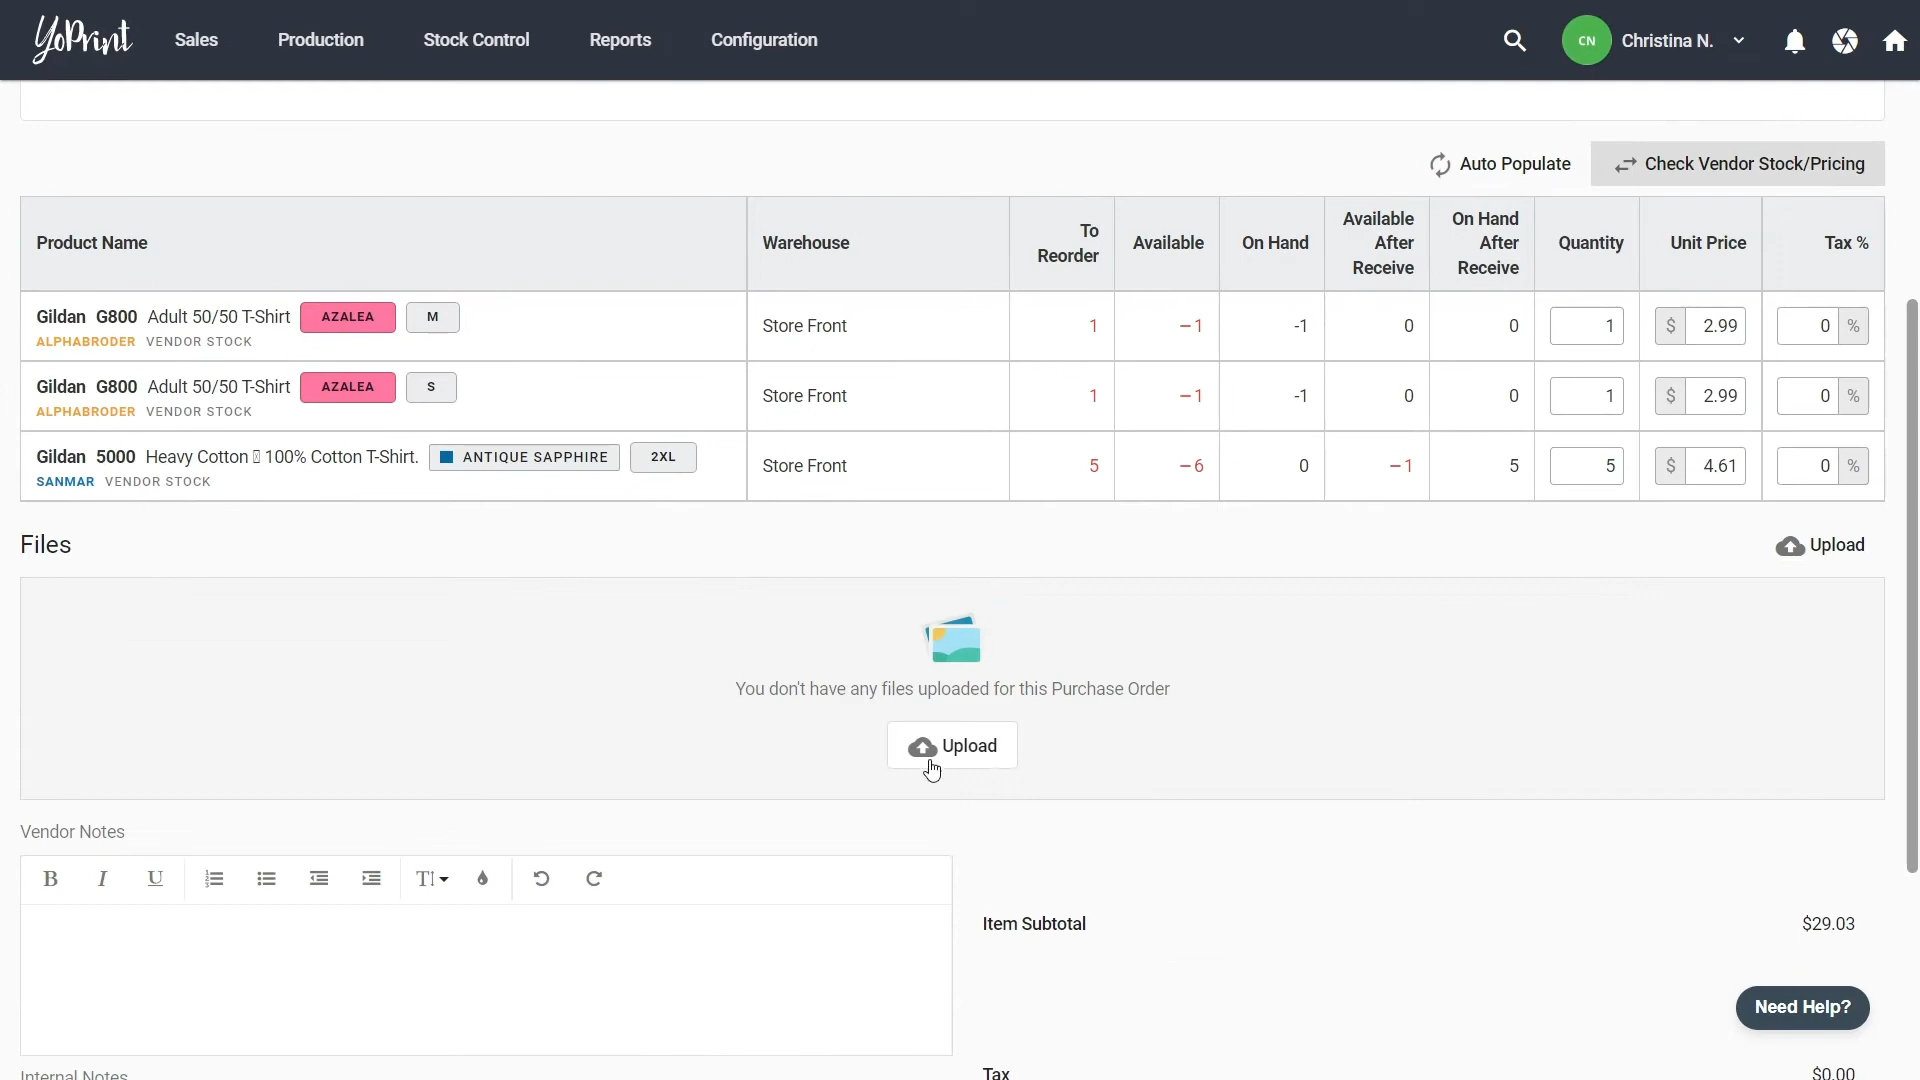 YoPrint Sales Production Stock Control Reports Configuration CN Christina N.
Auto Populate Check Vendor Stock/Pricing
Product Name Warehouse To Reorder Available On Hand Available After Receive On Hand After Receive Quantity Unit Price Tax %
Gildan G800 Adult 50/50 T-Shirt AZALEA M
ALPHABRODER VENDOR STOCK
Store Front 1 −1 -1 0 0 1 $ 2.99 0 %
Gildan G800 Adult 50/50 T-Shirt AZALEA S
ALPHABRODER VENDOR STOCK
Store Front 1 −1 -1 0 0 1 $ 2.99 0 %
Gildan 5000 Heavy Cotton 100% Cotton T-Shirt. ANTIQUE SAPPHIRE 2XL
SANMAR VENDOR STOCK
Store Front 5 −6 0 −1 5 5 $ 4.61 0 %
Files Upload
You don't have any files uploaded for this Purchase Order
Upload
Vendor Notes
B I U T
Item Subtotal $29.03
Need Help?
Internal Notes
Tax $0.00